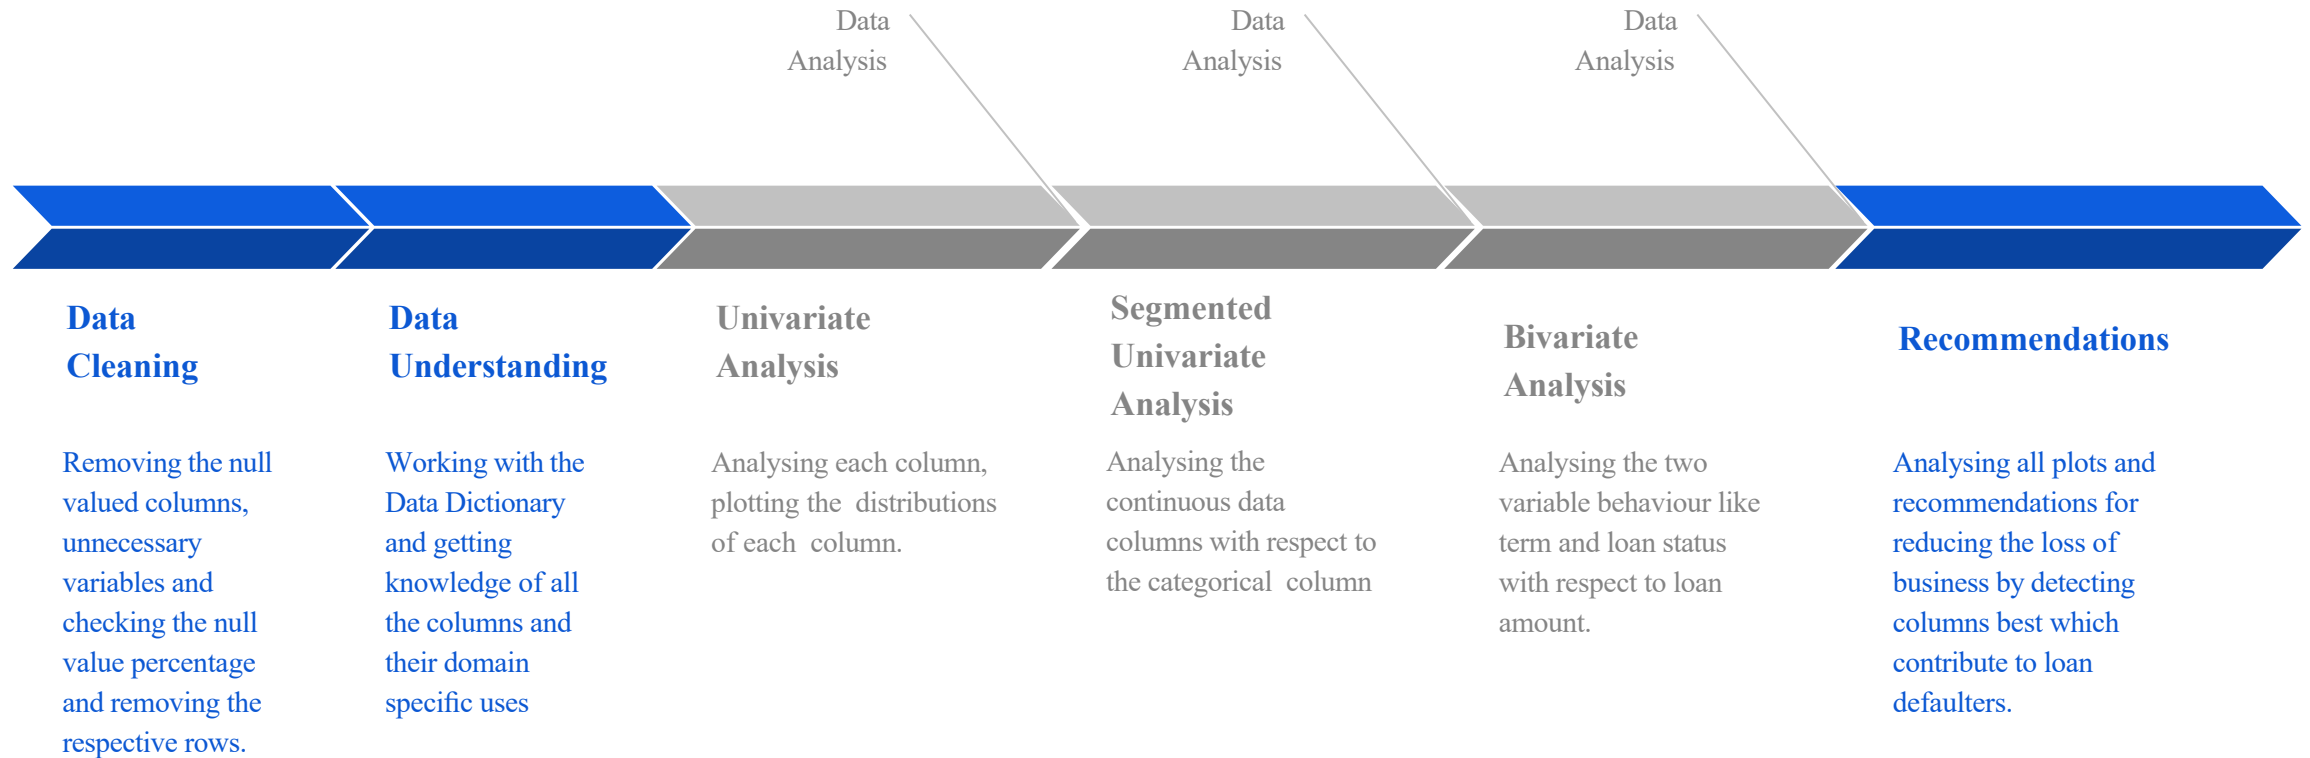 Data
Analysis
Data
Analysis
Data
Analysis
Data
Cleaning
Removing the null
valued columns,
unnecessary
variables and
checking the null
value percentage
and removing the
respective rows.
Data
Understanding
Working with the
Data Dictionary
and getting
knowledge of all
the columns and
their domain
specific uses
Univariate
Analysis
Analysing each column,
plotting the  distributions
of each  column.
Segmented
Univariate
Analysis
Analysing the
continuous data
columns with respect to
the categorical  column
Bivariate
Analysis
Analysing the two
variable behaviour like
term and loan status
with respect to loan
amount.
Recommendations
Analysing all plots and
recommendations for
reducing the loss of
business by detecting
columns best which
contribute to loan
defaulters.